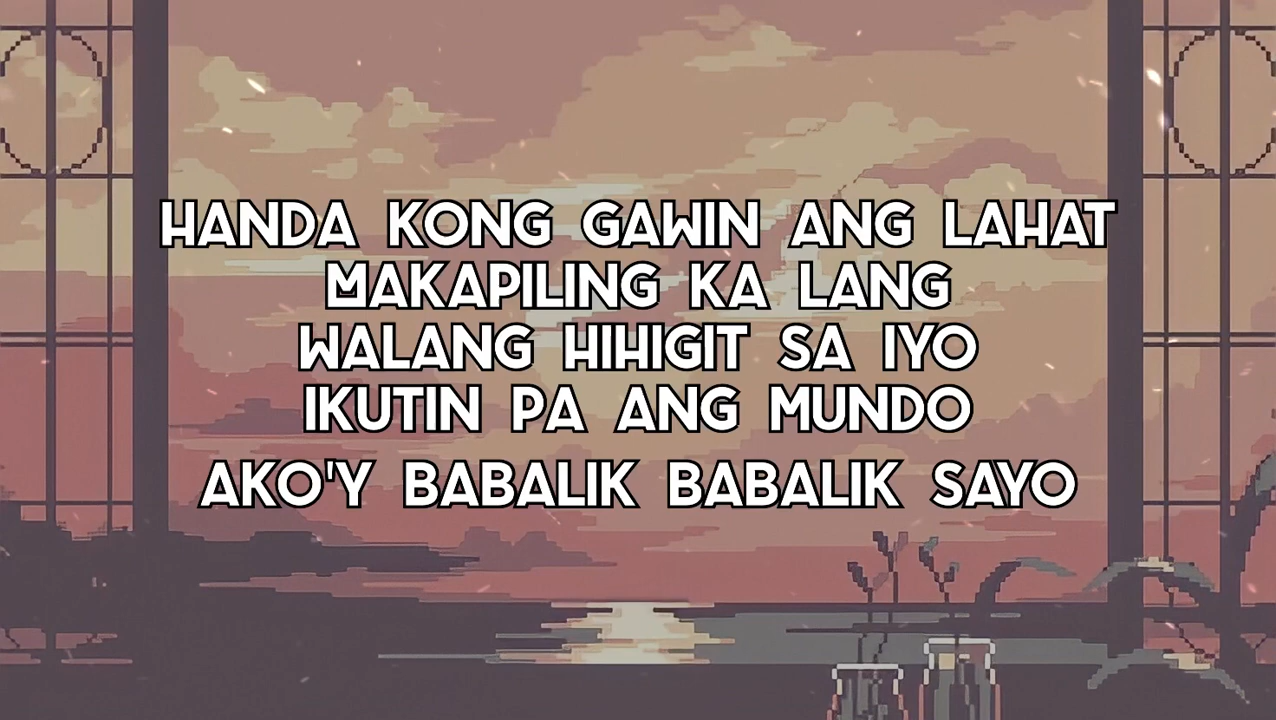 HANDA KONG GAWIN ANG LAHAT
MAKAPILING KA LANG
WALANG HIHIGIT SA IYO
IKUTIN PA ANG MUNDO
AKO'Y BABALIK BABALIK SAYO